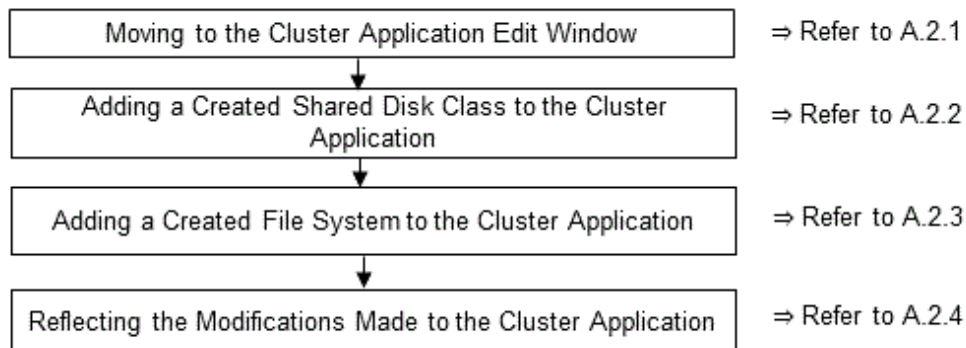 Moving to the Cluster Application Edit Window ⇒ Refer to A.2.1
Adding a Created Shared Disk Class to the Cluster
Application
⇒ Refer to A.2.2
Adding a Created File System to the Cluster Application ⇒ Refer to A.2.3
Reflecting the Modifications Made to the Cluster Application ⇒ Refer to A.2.4